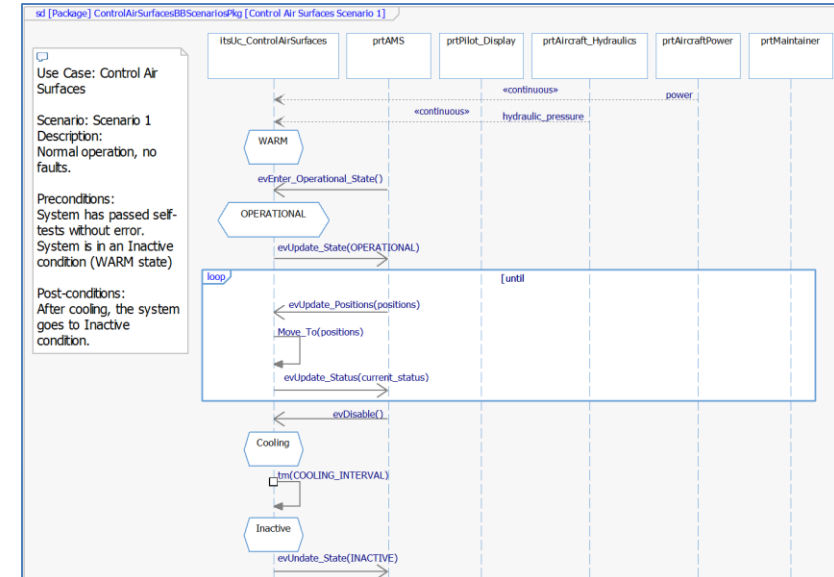 sd [Package] ControlAirSurfacesBBScenariosPkg [Control Air Surfaces Scenario 1]
itsUc_ControlAirSurfaces
prtAMS
prtPilot_Display
prtAircraft_Hydraulics
prtAircraftPower
prtMaintainer
Use Case: Control Air
Surfaces
Scenario: Scenario 1
Description:
Normal operation, no
faults.
Preconditions:
System has passed self-
tests without error.
System is in an Inactive
condition (WARM state)
Post-conditions:
After cooling, the system
goes to Inactive
condition.
«continuous»
power
«continuous»
hydraulic_pressure
WARM
evEnter_Operational_State()
OPERATIONAL
evUpdate_State(OPERATIONAL)
loop
[until
evUpdate_Positions(positions)
Move_To(positions)
evUpdate_Status(current_status)
evDisable()
Cooling
tm(COOLING_INTERVAL)
Inactive
evUpdate_State(INACTIVE)